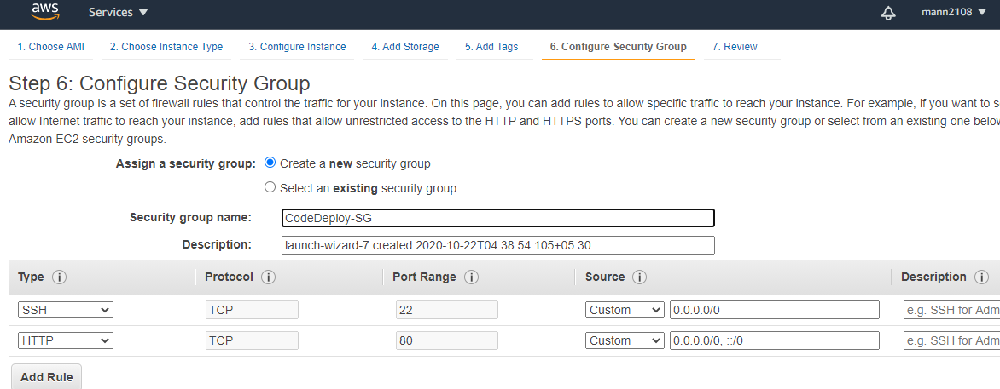 aws Services mann2108
1. Choose AMI 2. Choose Instance Type 3. Configure Instance 4. Add Storage 5. Add Tags 6. Configure Security Group 7. Review
Step 6: Configure Security Group
A security group is a set of firewall rules that control the traffic for your instance. On this page, you can add rules to allow specific traffic to reach your instance. For example, if you want to s
allow Internet traffic to reach your instance, add rules that allow unrestricted access to the HTTP and HTTPS ports. You can create a new security group or select from an existing one below
Amazon EC2 security groups.
Assign a security group: Create a new security group
Select an existing security group
Security group name: CodeDeploy-SG
Description: launch-wizard-7 created 2020-10-22T04:38:54.105+05:30
Type i Protocol i Port Range i Source i Description i
SSH TCP 22 Custom 0.0.0.0/0 e.g. SSH for Adm
HTTP TCP 80 Custom 0.0.0.0/0, ::/0 e.g. SSH for Adm
Add Rule